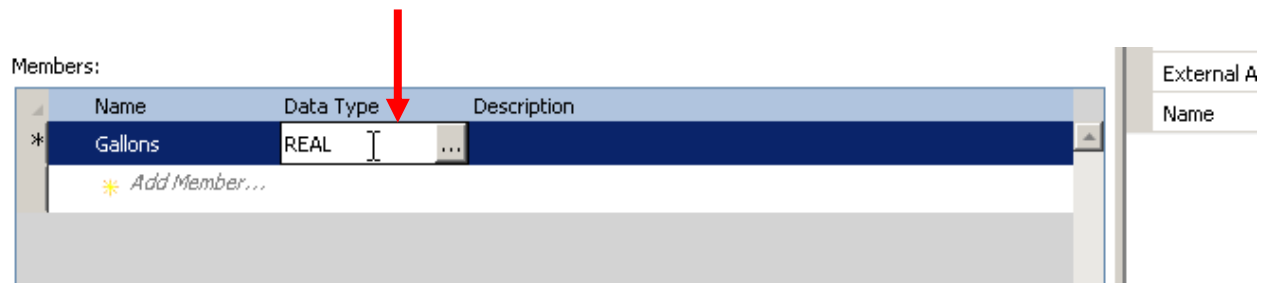 Members:
Name Data Type Description
* Gallons REAL ...
Add Member...
External A
Name